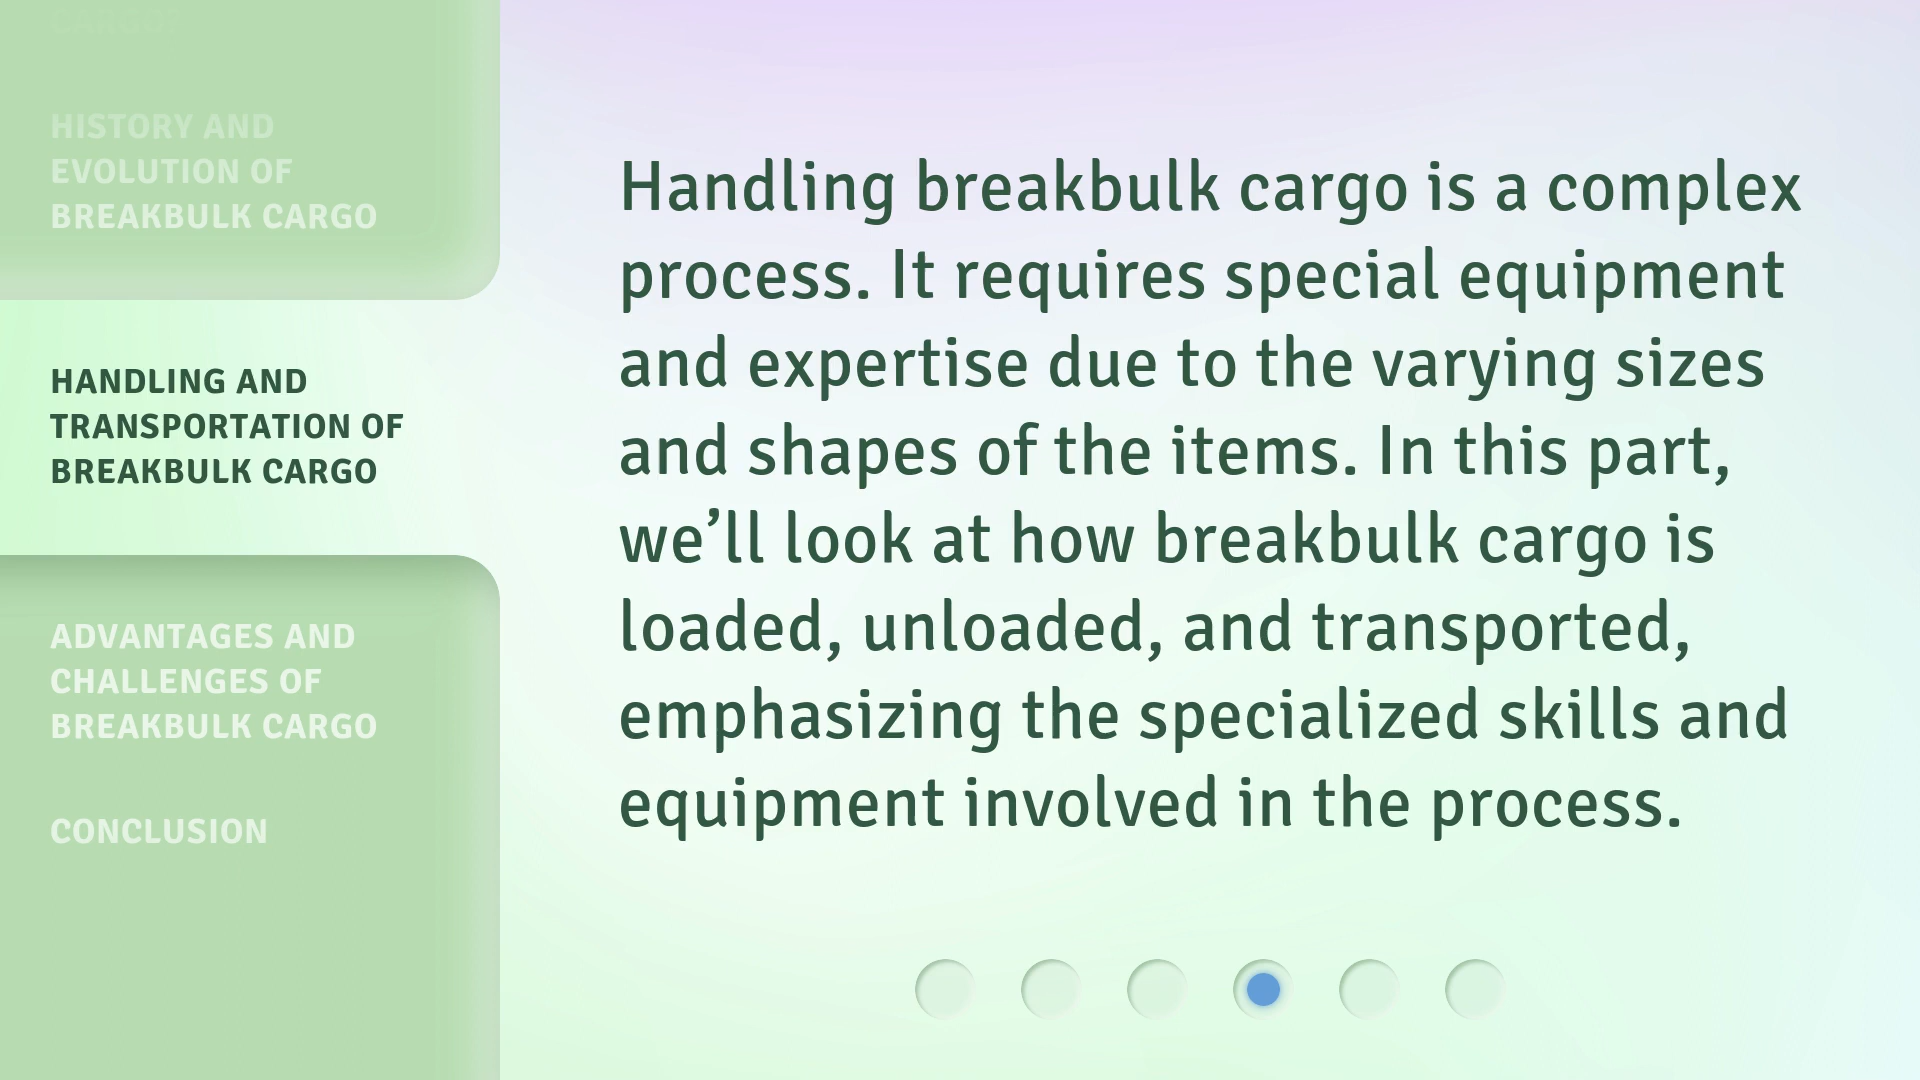 CARGO?
HISTORY AND
EVOLUTION OF
BREAKBULK CARGO
HANDLING AND
TRANSPORTATION OF
BREAKBULK CARGO
ADVANTAGES AND
CHALLENGES OF
BREAKBULK CARGO
CONCLUSION
Handling breakbulk cargo is a complex
process. It requires special equipment
and expertise due to the varying sizes
and shapes of the items. In this part,
we’ll look at how breakbulk cargo is
loaded, unloaded, and transported,
emphasizing the specialized skills and
equipment involved in the process.